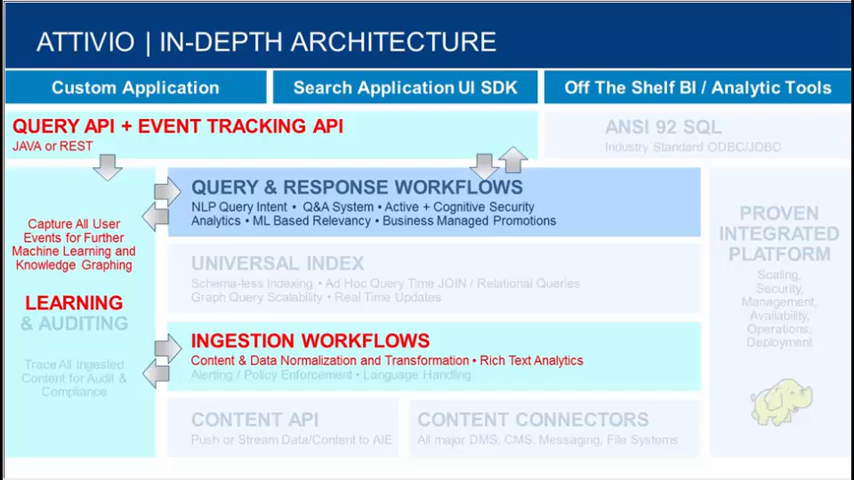 ATTIVIO | IN-DEPTH ARCHITECTURE
Custom Application
Search Application UI SDK
Off The Shelf BI / Analytic Tools
QUERY API + EVENT TRACKING API
JAVA or REST
ANSI 92 SQL
Industry Standard ODBC/JDBC
QUERY & RESPONSE WORKFLOWS
NLP Query Intent • Q&A System • Active + Cognitive Security
Analytics • ML Based Relevancy • Business Managed Promotions
Capture All User
Events for Further
Machine Learning and
Knowledge Graphing
LEARNING
& AUDITING
Trace All Ingested
Content for Audit &
Compliance
UNIVERSAL INDEX
Schema-less Indexing • Ad Hoc Query Time JOIN / Relational Queries
Graph Query Scalability • Real Time Updates
INGESTION WORKFLOWS
Content & Data Normalization and Transformation • Rich Text Analytics
Alerting / Policy Enforcement • Language Handling
CONTENT API
Push or Stream Data/Content to AIE
CONTENT CONNECTORS
All major DMS, CMS, Messaging, File Systems
PROVEN
INTEGRATED
PLATFORM
Scaling,
Security,
Management,
Availability,
Operations,
Deployment